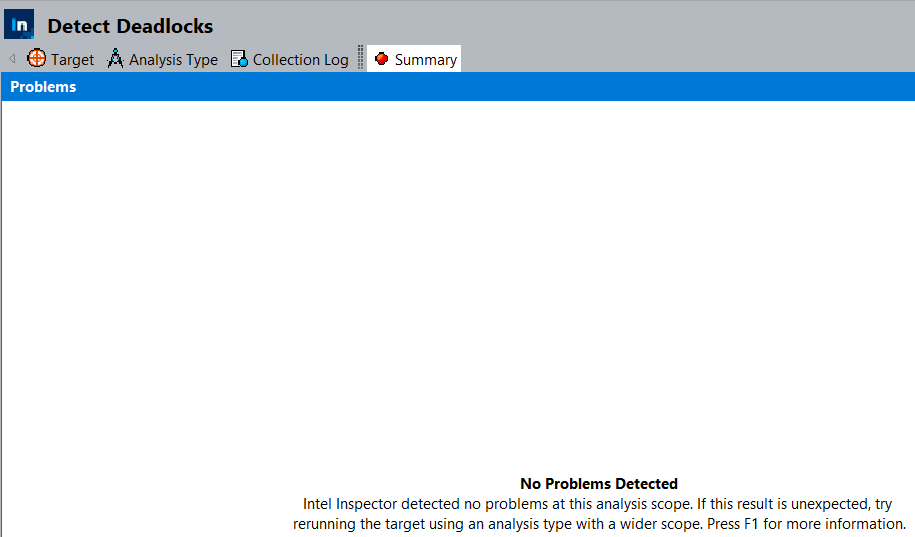 In Detect Deadlocks
Target Analysis Type Collection Log Summary
Problems
No Problems Detected
Intel Inspector detected no problems at this analysis scope. If this result is unexpected, try
rerunning the target using an analysis type with a wider scope. Press F1 for more information.